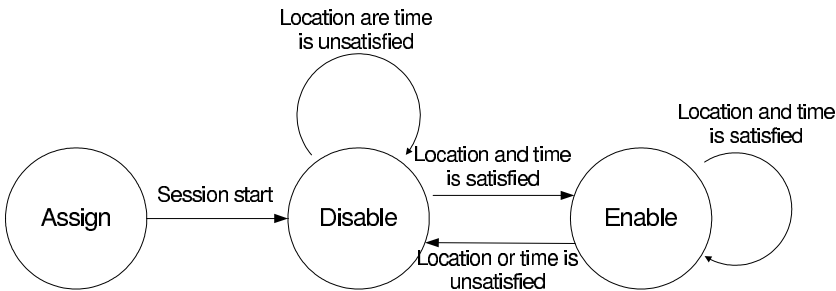 Location are time
is unsatisfied
Location and time
is satisfied
Location and time
is satisfied
Session start
Assign
Disable
Enable
Location or time is
unsatisfied